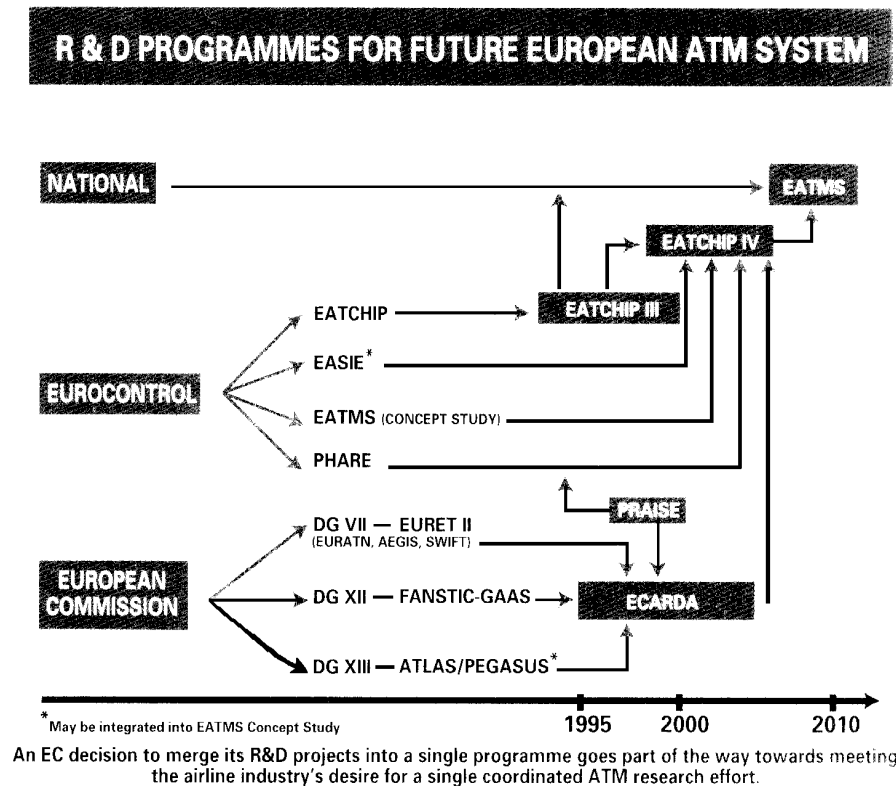 R & D PROGRAMMES FOR FUTURE EUROPEAN ATM SYSTEM
NATIONAL
EATMS
EATCHIP IV
EATCHIP III
EATCHIP
EASIE*
EUROCONTROL
EATMS (CONCEPT STUDY)
PHARE
PRAISE
DG VII — EURET II
(EURATN, AEGIS, SWIFT)
EUROPEAN
COMMISSION
DG XII — FANSTIC-GAAS
ECARDA
DG XIII — ATLAS/PEGASUS*
1995 2000 2010
*May be integrated into EATMS Concept Study
An EC decision to merge its R&D projects into a single programme goes part of the way towards meeting
the airline industry's desire for a single coordinated ATM research effort.